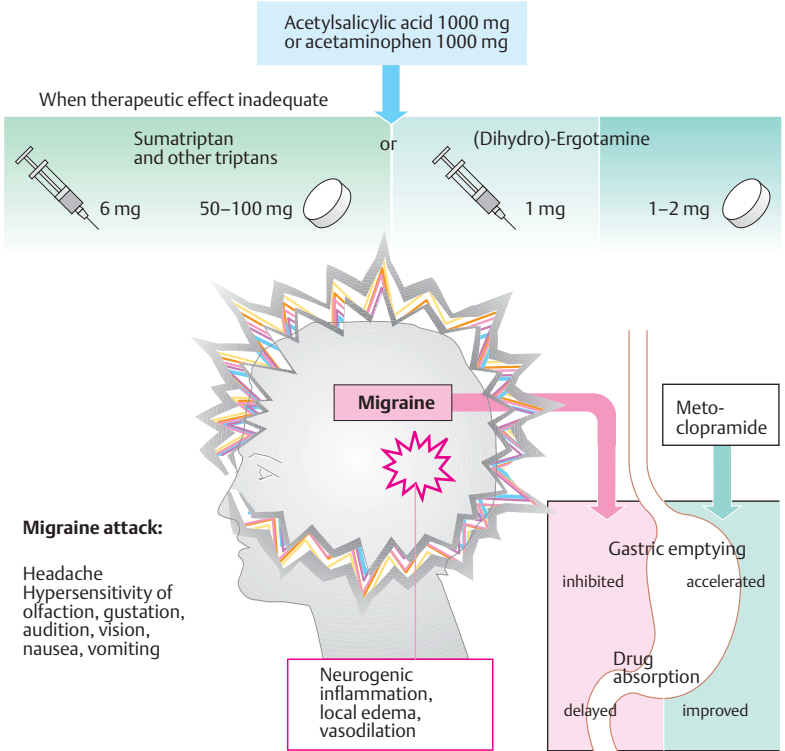 Acetylsalicylic acid 1000 mg
or acetaminophen 1000 mg
When therapeutic effect inadequate
Sumatriptan
and other triptans
or
(Dihydro)-Ergotamine
6 mg
50–100 mg
1 mg
1–2 mg
Migraine
Meto-
clopramide
Migraine attack:
Headache
Hypersensitivity of
olfaction, gustation,
audition, vision,
nausea, vomiting
Gastric emptying
inhibited
accelerated
Drug
absorption
delayed
improved
Neurogenic
inflammation,
local edema,
vasodilation